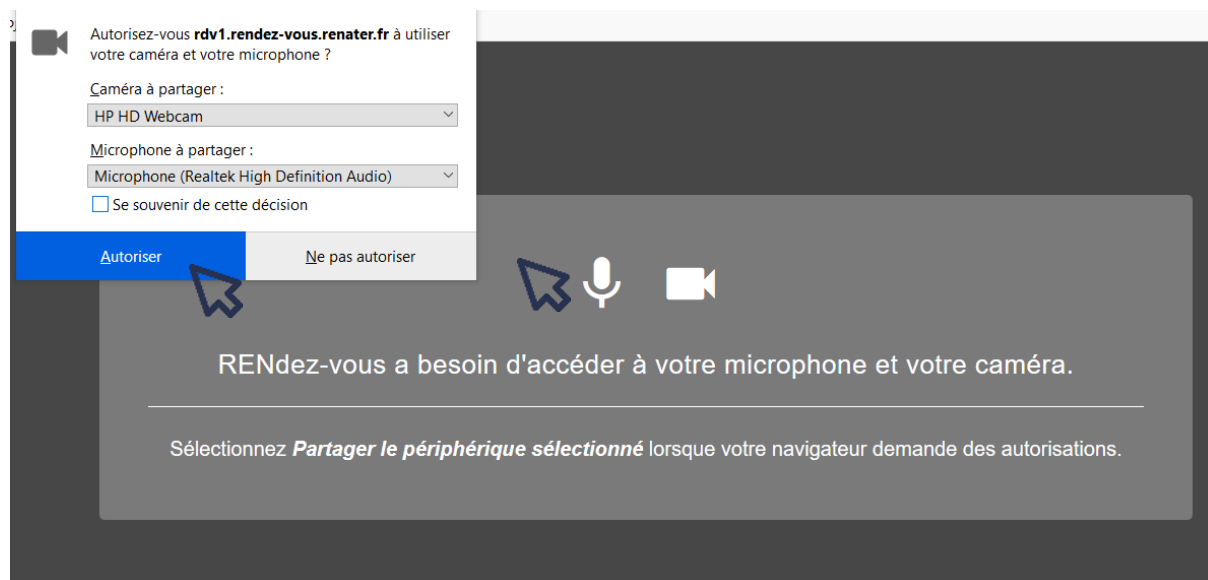 Autorisez-vous rdv1.rendez-vous.renater.fr à utiliser
votre caméra et votre microphone ?
Caméra à partager :
HP HD Webcam
Microphone à partager :
Microphone (Realtek High Definition Audio)
Se souvenir de cette décision
Autoriser
Ne pas autoriser
RENdez-vous a besoin d'accéder à votre microphone et votre caméra.
Sélectionnez Partager le périphérique sélectionné lorsque votre navigateur demande des autorisations.